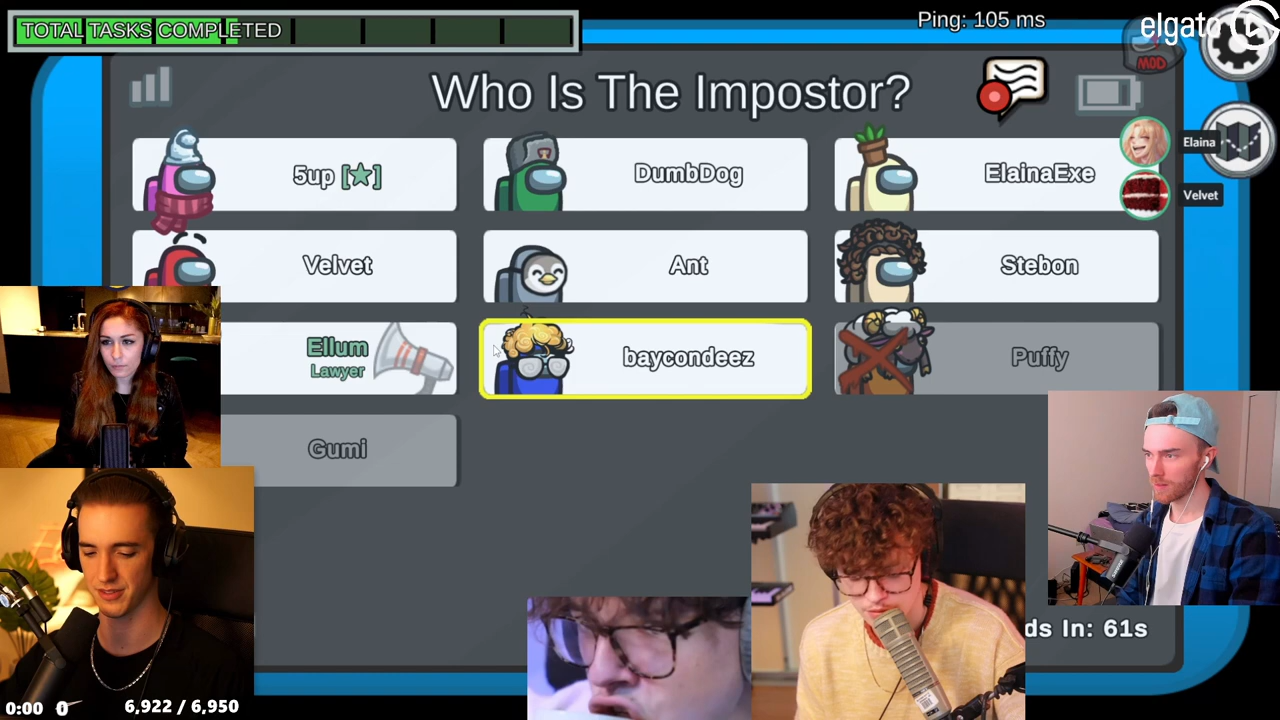 TOTAL TASKS COMPLETED
Ping: 105 ms
elgato
MOD
Who Is The Impostor?
5up [★]
DumbDog
ElainaExe
Elaina
Velvet
Velvet
Ant
Stebon
Ellum
Lawyer
baycondeez
Puffy
Gumi
ds In: 61s
0:00 0
6,922 / 6,950